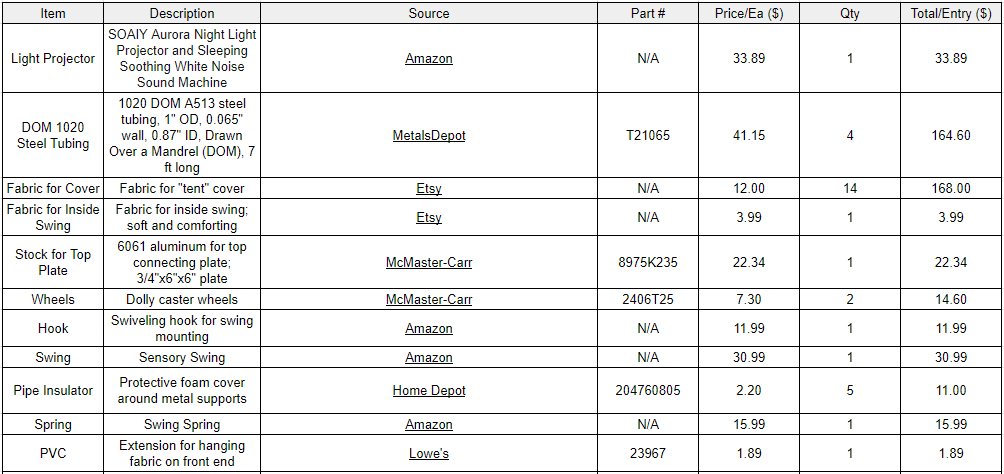 Item Description Source Part # Price/Ea ($) Qty Total/Entry ($)
Light Projector SOAIY Aurora Night Light Projector and Sleeping Soothing White Noise Sound Machine Amazon N/A 33.89 1 33.89
DOM 1020 Steel Tubing 1020 DOM A513 steel tubing, 1" OD, 0.065" wall, 0.87" ID, Drawn Over a Mandrel (DOM), 7 ft long MetalsDepot T21065 41.15 4 164.60
Fabric for Cover Fabric for "tent" cover Etsy N/A 12.00 14 168.00
Fabric for Inside Swing Fabric for inside swing; soft and comforting Etsy N/A 3.99 1 3.99
Stock for Top Plate 6061 aluminum for top connecting plate; 3/4"x6"x6" plate McMaster-Carr 8975K235 22.34 1 22.34
Wheels Dolly caster wheels McMaster-Carr 2406T25 7.30 2 14.60
Hook Swiveling hook for swing mounting Amazon N/A 11.99 1 11.99
Swing Sensory Swing Amazon N/A 30.99 1 30.99
Pipe Insulator Protective foam cover around metal supports Home Depot 204760805 2.20 5 11.00
Spring Swing Spring Amazon N/A 15.99 1 15.99
PVC Extension for hanging fabric on front end Lowe's 23967 1.89 1 1.89